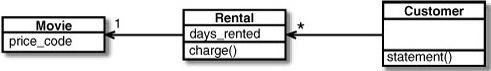 Movie
price_code
1
Rental
days_rented
charge()
*
Customer
statement()